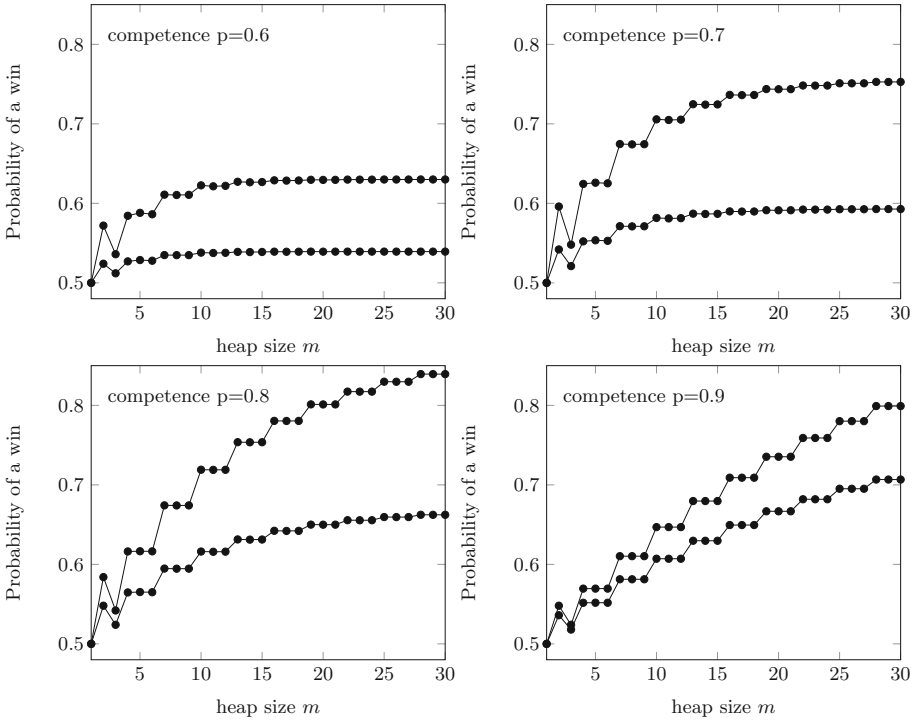 competence p=0.6
Probability of a win
0.8
0.7
0.6
0.5
5 10 15 20 25 30
heap size m
competence p=0.7
Probability of a win
0.8
0.7
0.6
0.5
5 10 15 20 25 30
heap size m
competence p=0.8
Probability of a win
0.8
0.7
0.6
0.5
5 10 15 20 25 30
heap size m
competence p=0.9
Probability of a win
0.8
0.7
0.6
0.5
5 10 15 20 25 30
heap size m